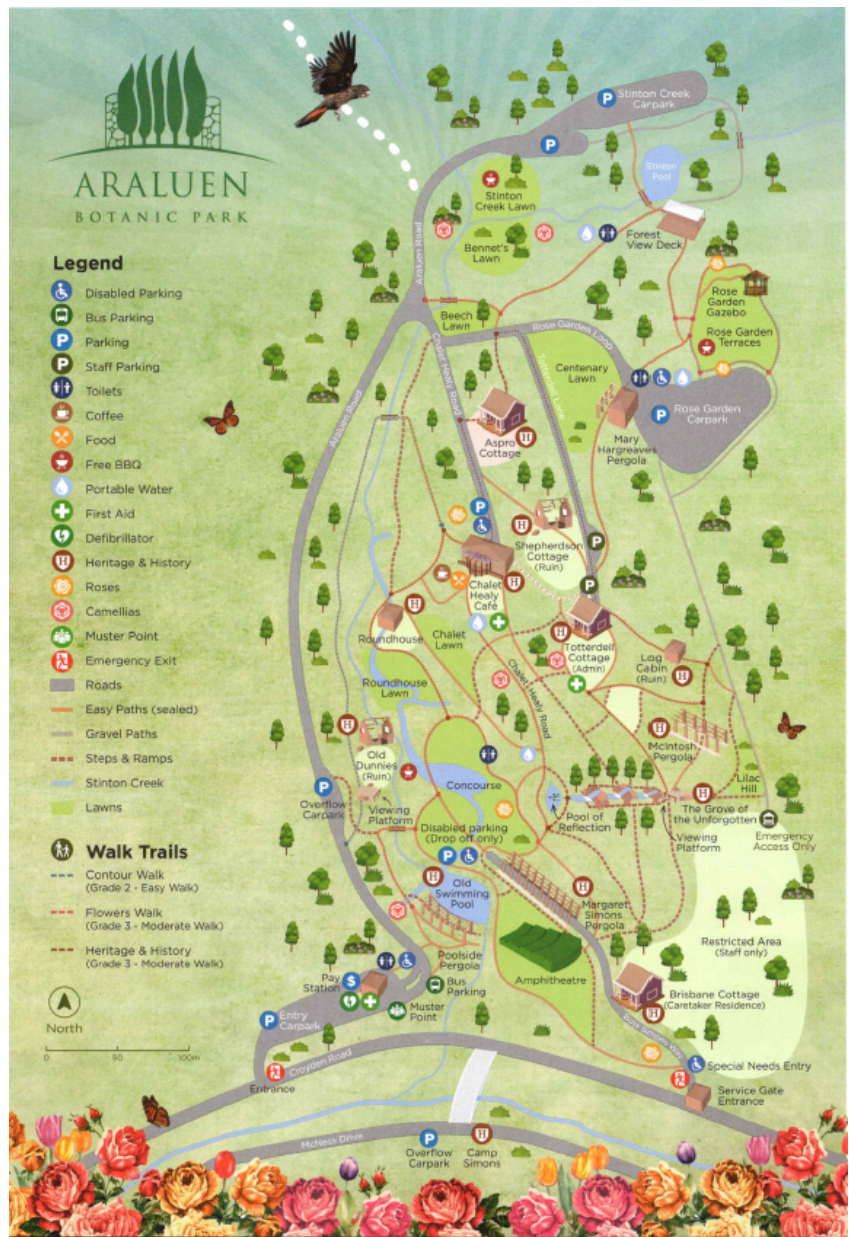 ARALUEN
BOTANIC PARK
Legend
Disabled Parking
Bus Parking
Parking
Staff Parking
Toilets
Coffee
Food
Free BBQ
Portable Water
First Aid
Defibrillator
Heritage & History
Roses
Camellias
Muster Point
Emergency Exit
Roads
Easy Paths (sealed)
Gravel Paths
Steps & Ramps
Stinton Creek
Lawns
Walk Trails
Contour Walk
(Grade 2 - Easy Walk)
Flowers Walk
(Grade 3 - Moderate Walk)
Heritage & History
(Grade 3 - Moderate Walk)
North
0 50 100m
P
Stinton Creek
Carpark
P
Stinton
Pool
Stinton
Creek Lawn
Bennet's
Lawn
Forest
View Deck
Araluen Road
Beech
Lawn
Rose Garden Loop
Rose
Garden
Gazebo
Rose Garden
Terraces
Chalet Healy Road
Centenary
Lawn
P
Rose Garden
Carpark
Mary
Hargreaves
Pergola
Araluen Road
Aspro
Cottage
H
P
H
Shepherdson
Cottage
(Ruin)
P
P
Chalet
Healy
Café
H
H
Roundhouse
Chalet
Lawn
H
Totterdell
Cottage
(Admin)
Log
Cabin
(Ruin)
H
Roundhouse
Lawn
Chalet Healy Road
H
McIntosh
Pergola
H
Old
Dunnies
(Ruin)
Lilac
Hill
P
Overflow
Carpark
Viewing
Platform
Concourse
Pool of
Reflection
H
The Grove of
the Unforgotten
Viewing
Platform
Emergency
Access Only
Disabled parking
(Drop off only)
P
H
Old
Swimming
Pool
H
Margaret
Simons
Pergola
Restricted Area
(Staff only)
Poolside
Pergola
Amphitheatre
Pay
Station
$
Bus
Parking
Muster
Point
Brisbane Cottage
(Caretaker Residence)
H
P
Entry
Carpark
Boss Simons Way
Special Needs Entry
Croyden Road
Entrance
Service Gate
Entrance
McNess Drive
P
Overflow
Carpark
H
Camp
Simons